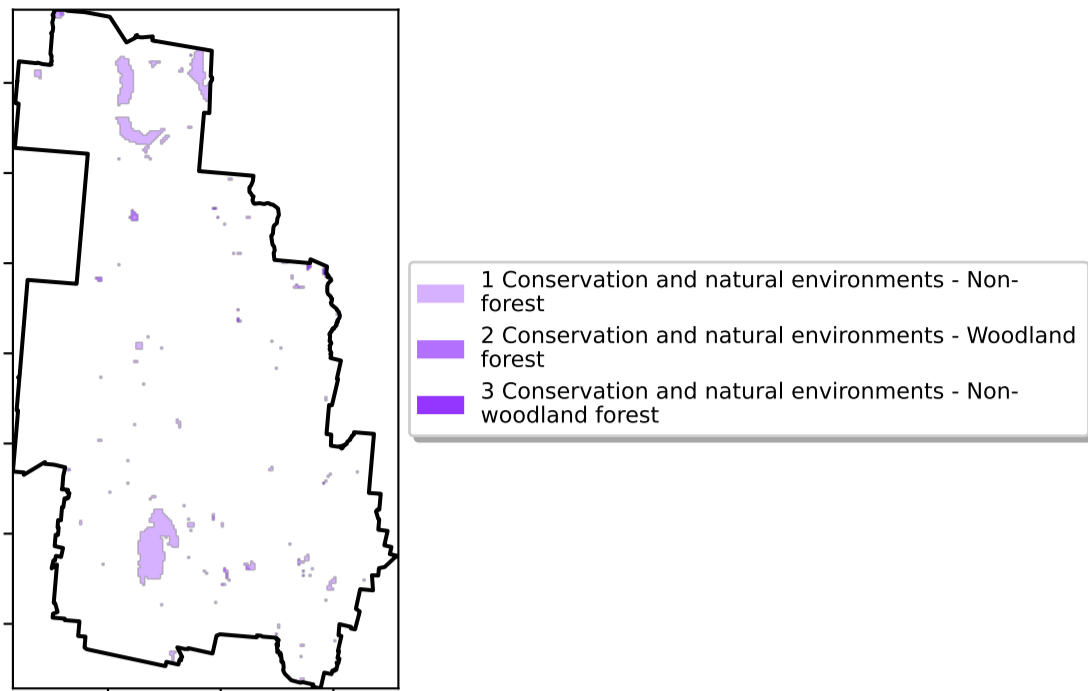 1 Conservation and natural environments - Non-
forest
2 Conservation and natural environments - Woodland
forest
3 Conservation and natural environments - Non-
woodland forest